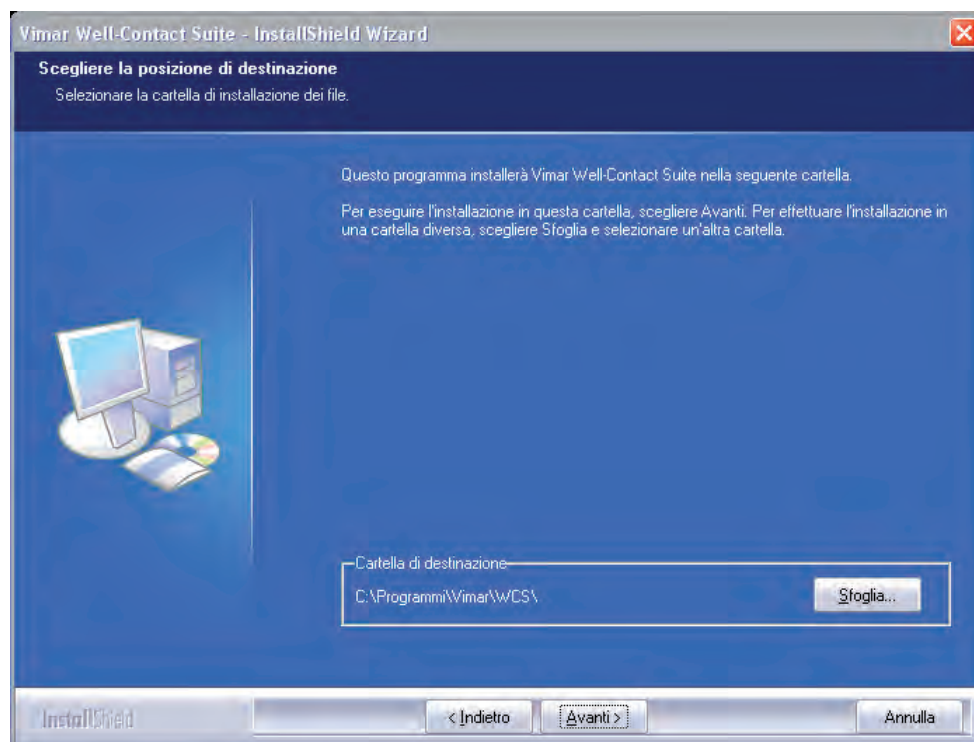 Vimar Well-Contact Suite - InstallShield Wizard
Scegliere la posizione di destinazione
Selezionare la cartella di installazione dei file.
Questo programma installerà Vimar Well-Contact Suite nella seguente cartella.
Per eseguire l'installazione in questa cartella, scegliere Avanti. Per effettuare l'installazione in
una cartella diversa, scegliere Sfoglia e selezionare un'altra cartella.
Cartella di destinazione
C:\Programmi\Vimar\WCS\
Sfoglia...
InstallShield
< Indietro
Avanti >
Annulla